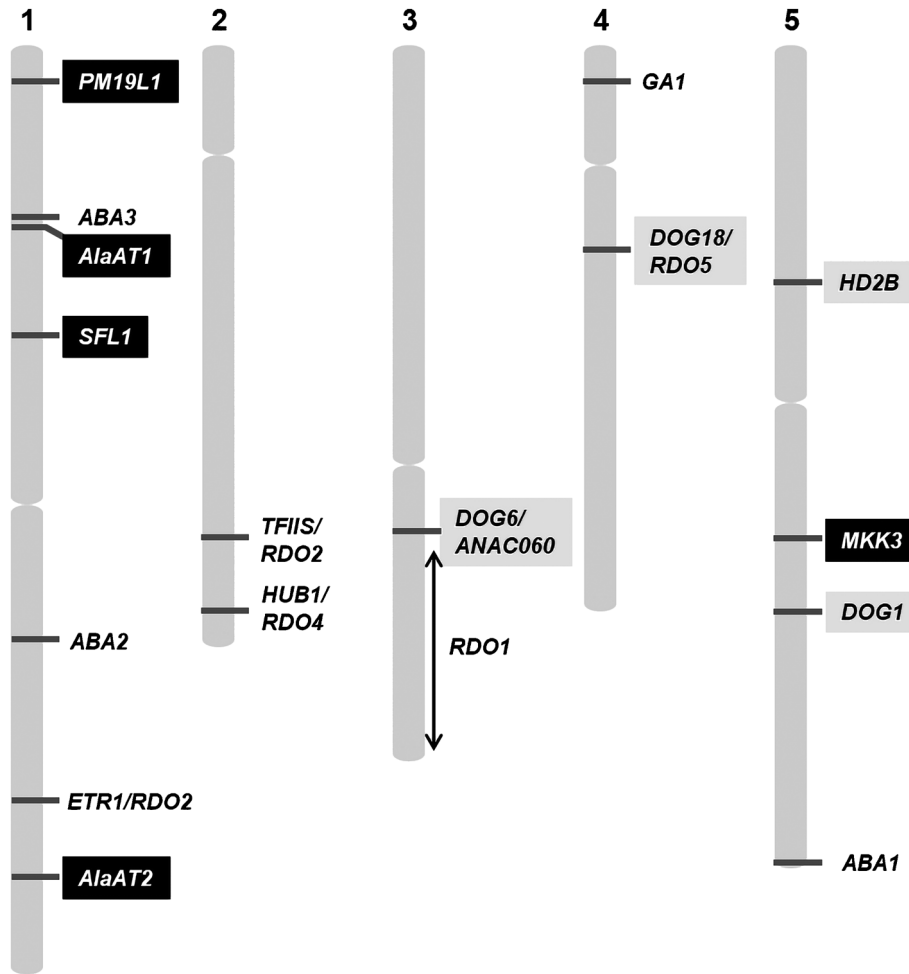 1
2
3
4
5
PM19L1
ABA3
AlaAT1
SFL1
ABA2
ETR1/RDO2
AlaAT2
TFIIS/
RDO2
HUB1/
RDO4
DOG6/
ANAC060
RDO1
GA1
DOG18/
RDO5
HD2B
MKK3
DOG1
ABA1